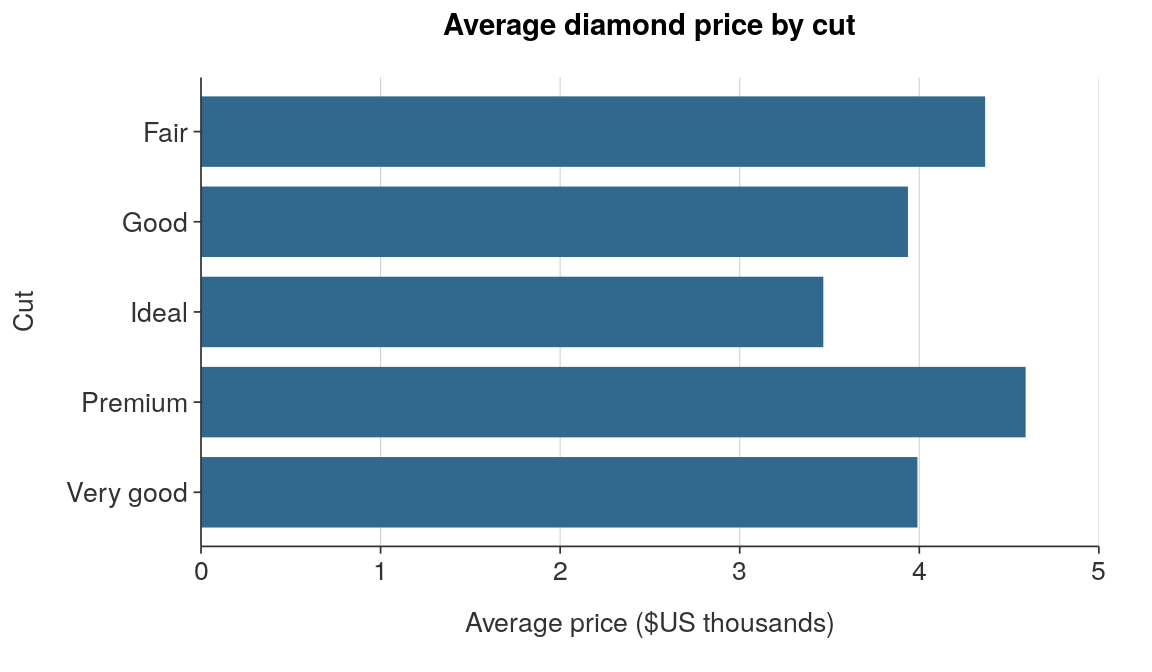 Average diamond price by cut
Fair
Good
Ideal
Premium
Very good
Cut
0 1 2 3 4 5
Average price ($US thousands)